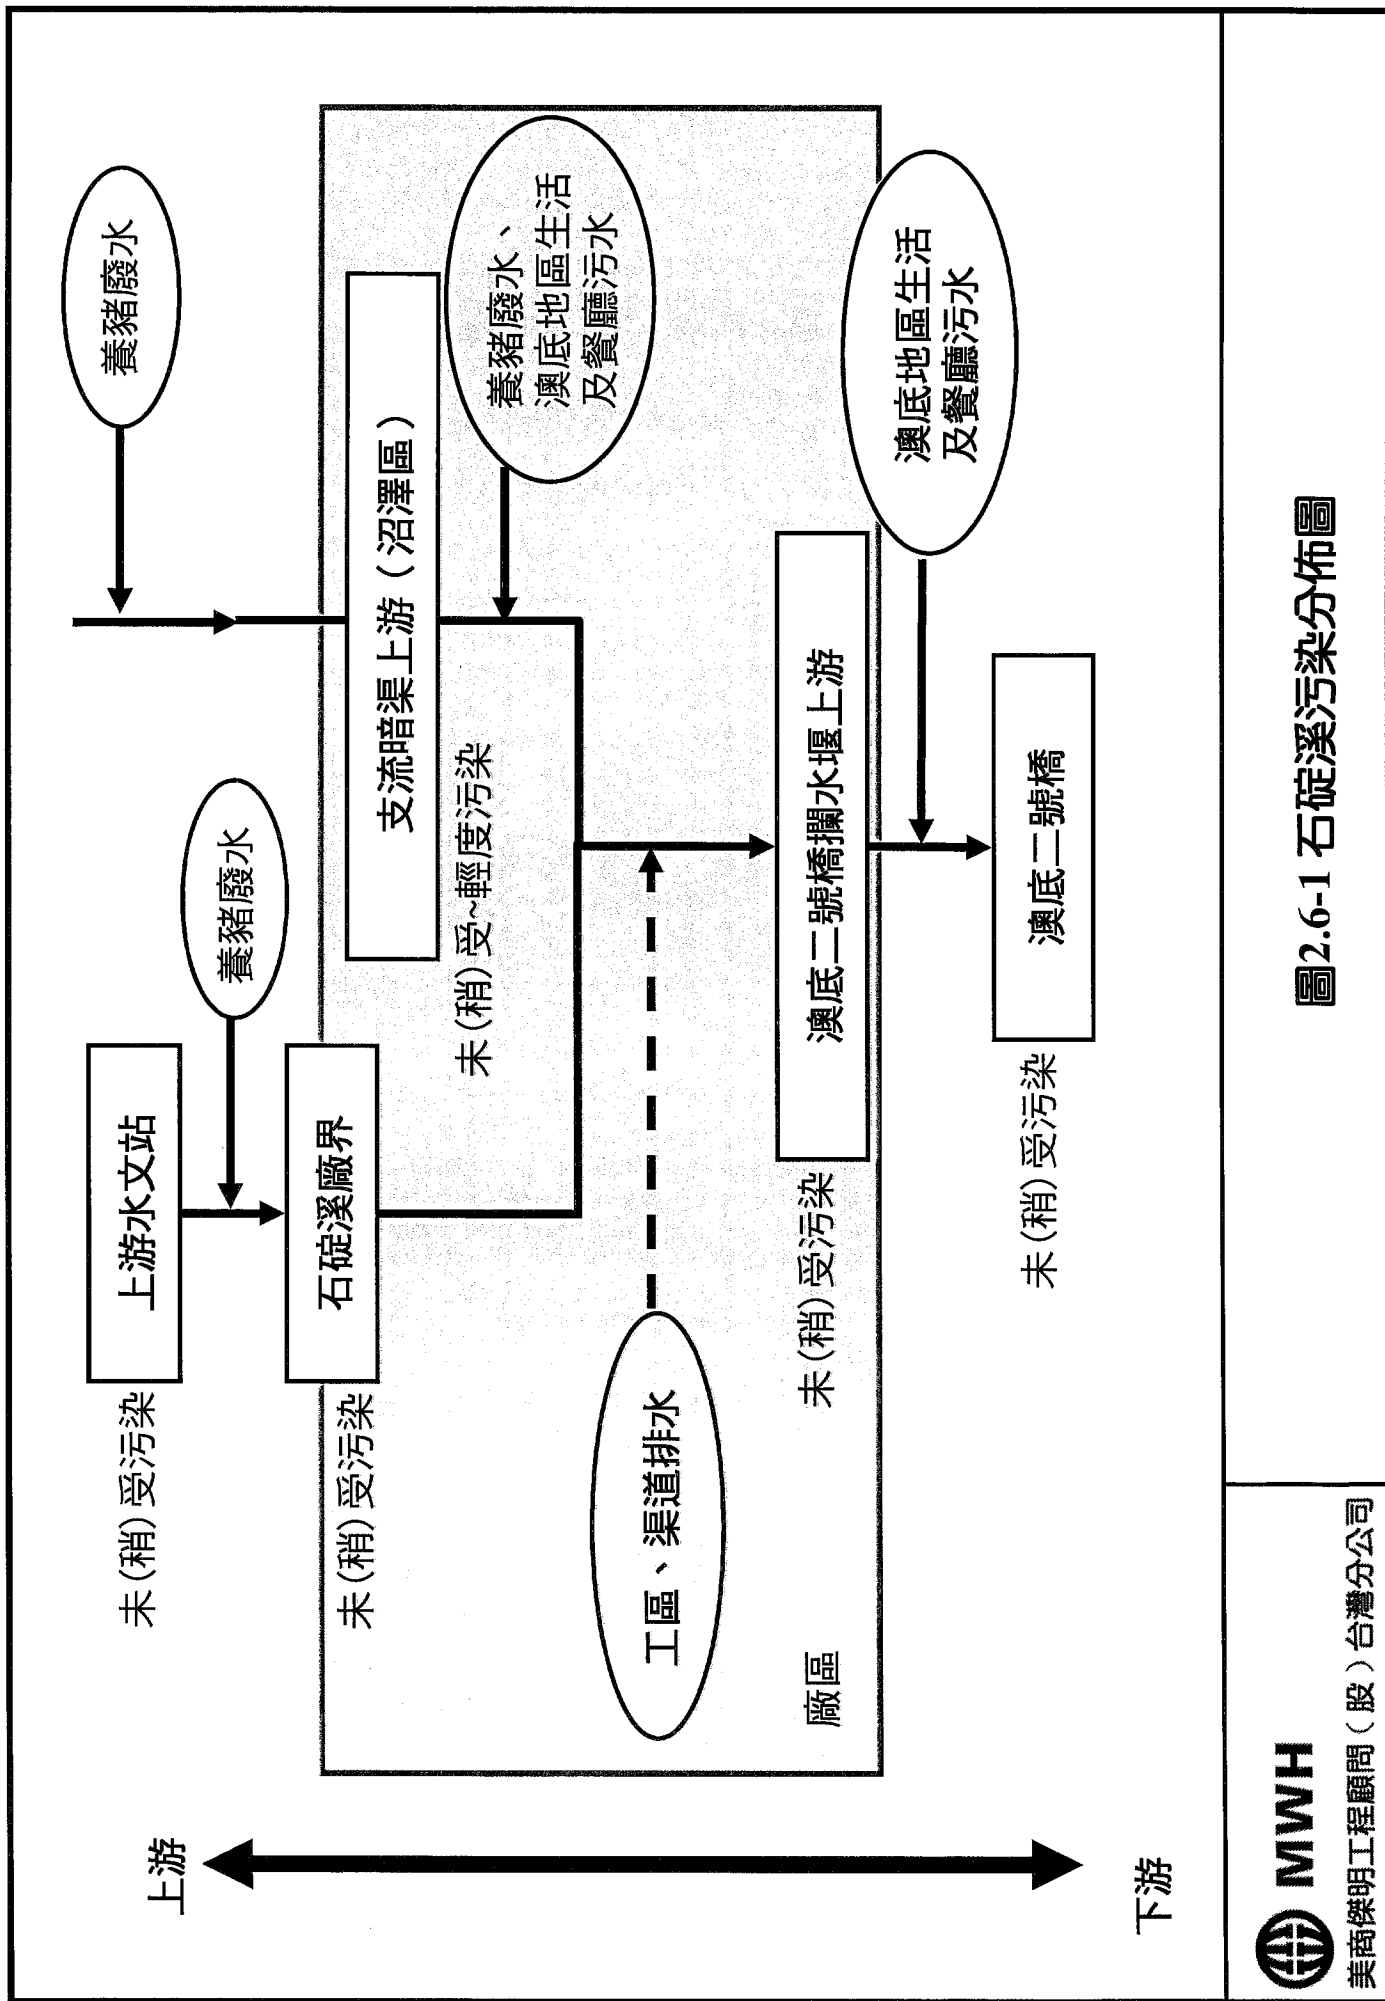 上游
養豬廢水
上游水文站
未(稍)受污染
養豬廢水
石碇溪廠界
未(稍)受污染
支流暗渠上游（沼澤區）
未(稍)受~輕度污染
養豬廢水、
澳底地區生活
及餐廳污水
工區、渠道排水
澳底二號橋攔水堰上游
未(稍)受污染
廠區
澳底地區生活
及餐廳污水
澳底二號橋
未(稍)受污染
下游
MWH
美商傑明工程顧問（股）台灣分公司
圖2.6-1 石碇溪污染分佈圖